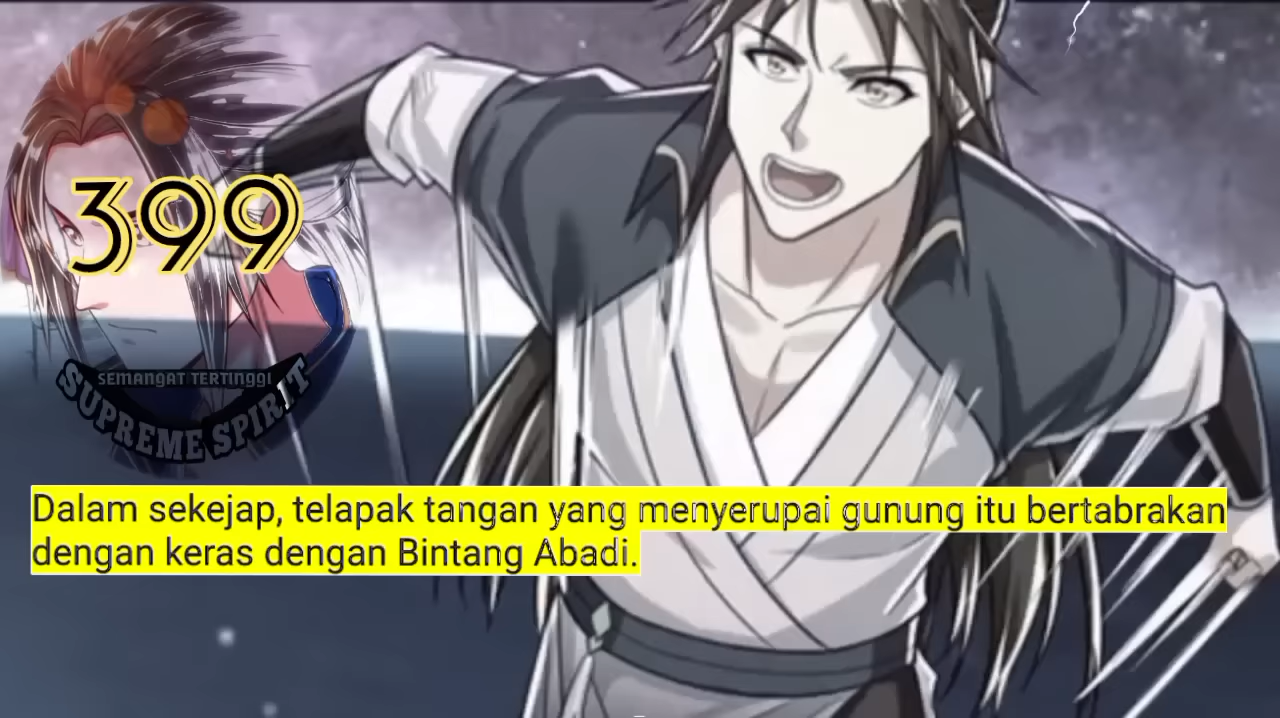 399
SEMANGAT TERTINGGI
SUPREME SPIRIT
Dalam sekejap, telapak tangan yang menyerupai gunung itu bertabrakan
dengan keras dengan Bintang Abadi.